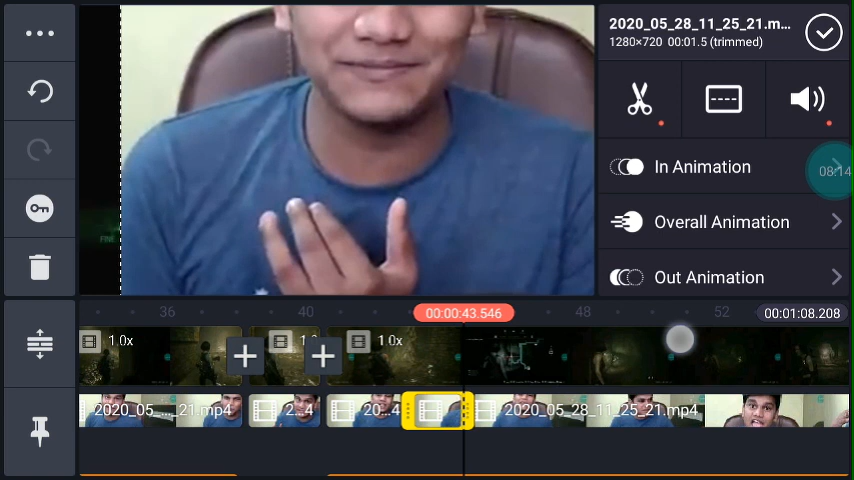 2020_05_28_11_25_21.m...
1280×720 00:01.5 (trimmed)
In Animation
08:14
Overall Animation
FIVE
Out Animation
36
40
00:00:43.546
48
52
00:01:08.208
1.0x
1.0x
2020_05_..._21.mp4
2...4
20...4
2020_05_28_11_25_21.mp4